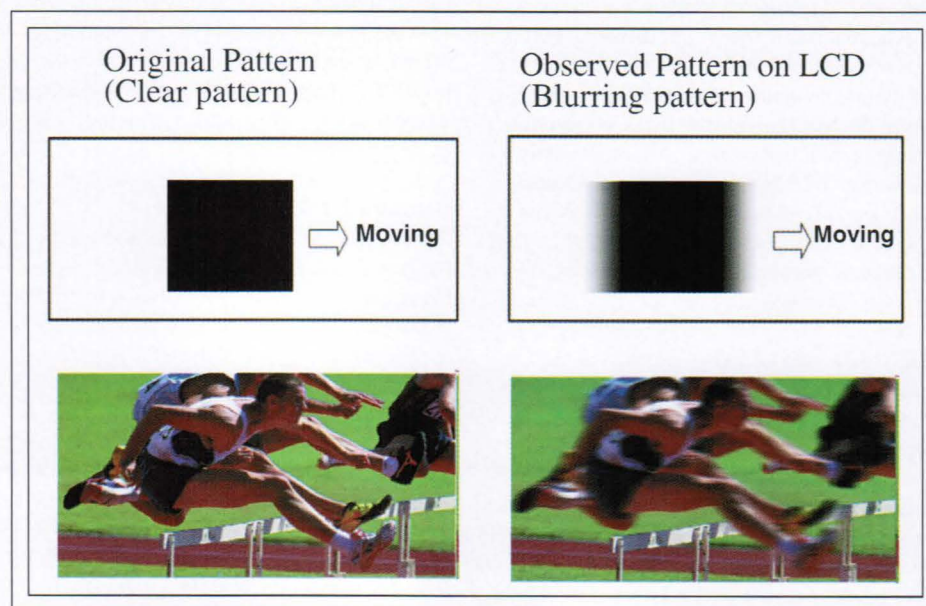 Original Pattern
(Clear pattern)
Observed Pattern on LCD
(Blurring pattern)
Moving
Moving